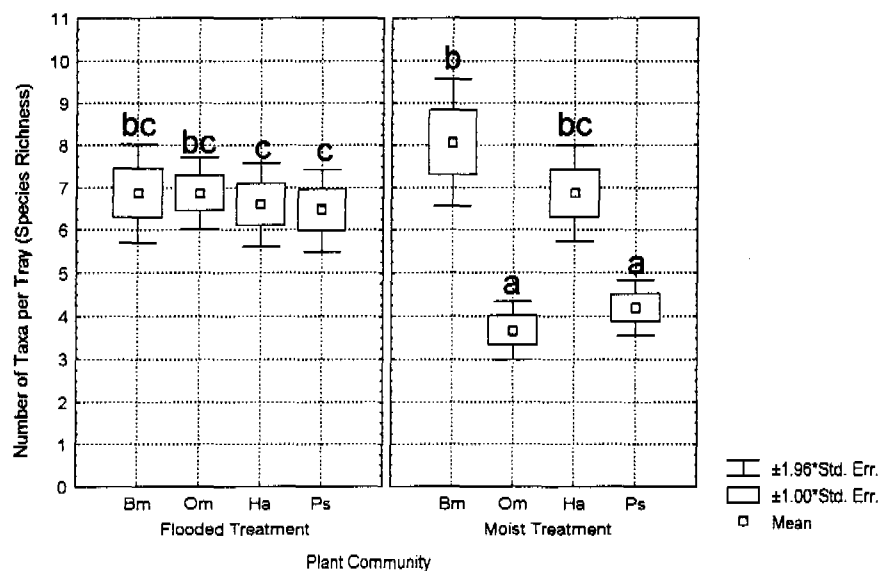 Number of Taxa per Tray (Species Richness)
11
10
9
8
7
6
5
4
3
2
1
0
bc bc c c
b a bc a
Bm Om Ha Ps
Bm Om Ha Ps
Flooded Treatment
Moist Treatment
Plant Community
±1.96*Std. Err.
±1.00*Std. Err.
Mean